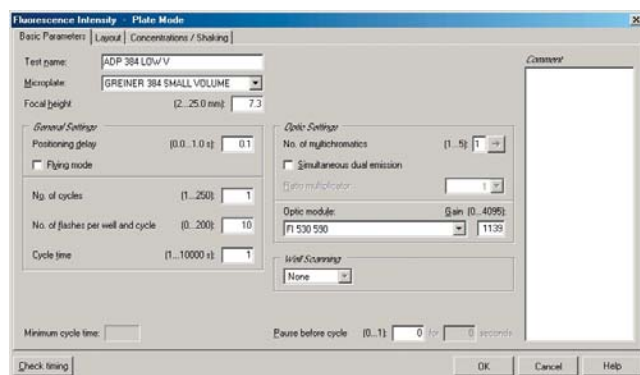 Fluorescence Intensity - Plate Mode
Basic Parameters Layout Concentrations / Shaking
Test name: ADP 384 LOW V
Microplate: GREINER 384 SMALL VOLUME
Focal height (2...25.0 mm): 7.3
General Settings
Positioning delay (0.0...1.0 s): 0.1
Flying mode
No. of cycles (1...250): 1
No. of flashes per well and cycle (0...200): 10
Cycle time (1...10000 s): 1
Minimum cycle time:
Optic Settings
No. of multichromatics (1...5): 1
Simultaneous dual emission
Ratio multiplicator 1
Optic module: Gain (0...4095):
FI 530 590 1139
Well Scanning
None
Pause before cycle (0...1): 0 for 0 seconds
Comment
Check timing OK Cancel Help